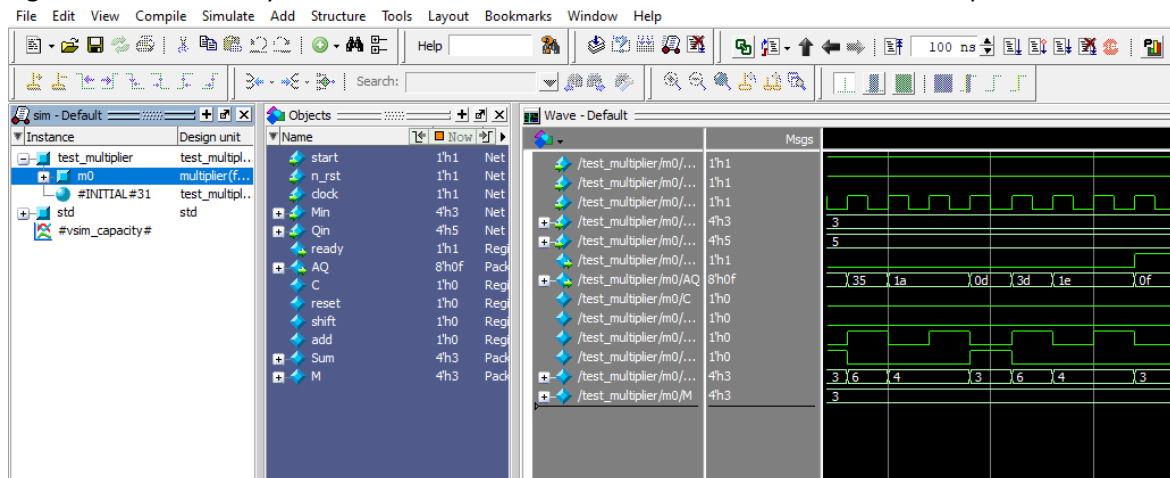 File Edit View Compile Simulate Add Structure Tools Layout Bookmarks Window Help
Help 100 ns
Search:
sim - Default Objects Wave - Default
Instance Design unit Name Now Msgs
test_multiplier test_multipl... start 1'h1 Net /test_multiplier/m0/... 1'h1
m0 multiplier(f... n_rst 1'h1 Net /test_multiplier/m0/... 1'h1
#INITIAL#31 test_multipl... clock 1'h1 Net /test_multiplier/m0/... 1'h1
std std Min 4'h3 Net /test_multiplier/m0/... 4'h3 3
#vsim_capacity# Qin 4'h5 Net /test_multiplier/m0/... 4'h5 5
ready 1'h1 Regi /test_multiplier/m0/... 1'h1
AQ 8'h0f Pack /test_multiplier/m0/AQ 8'h0f 35 1a 0d 3d 1e 0f
C 1'h0 Regi /test_multiplier/m0/C 1'h0
reset 1'h0 Regi /test_multiplier/m0/... 1'h0
shift 1'h0 Regi /test_multiplier/m0/... 1'h0
add 1'h0 Regi /test_multiplier/m0/... 1'h0
Sum 4'h3 Pack /test_multiplier/m0/... 4'h3 3 6 4 3 6 4 3
M 4'h3 Pack /test_multiplier/m0/M 4'h3 3